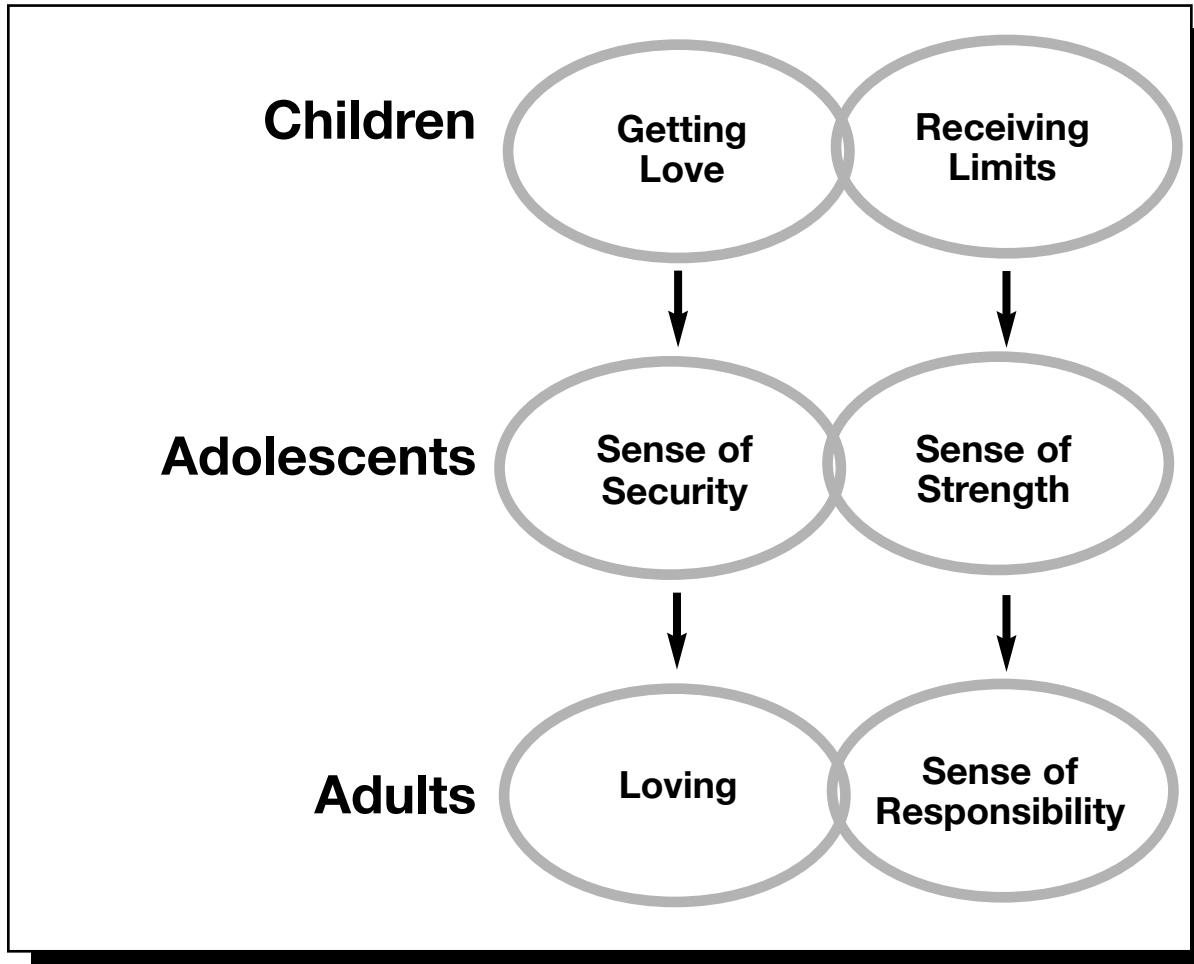 Children
Getting
Love
Receiving
Limits
Adolescents
Sense of
Security
Sense of
Strength
Adults
Loving
Sense of
Responsibility